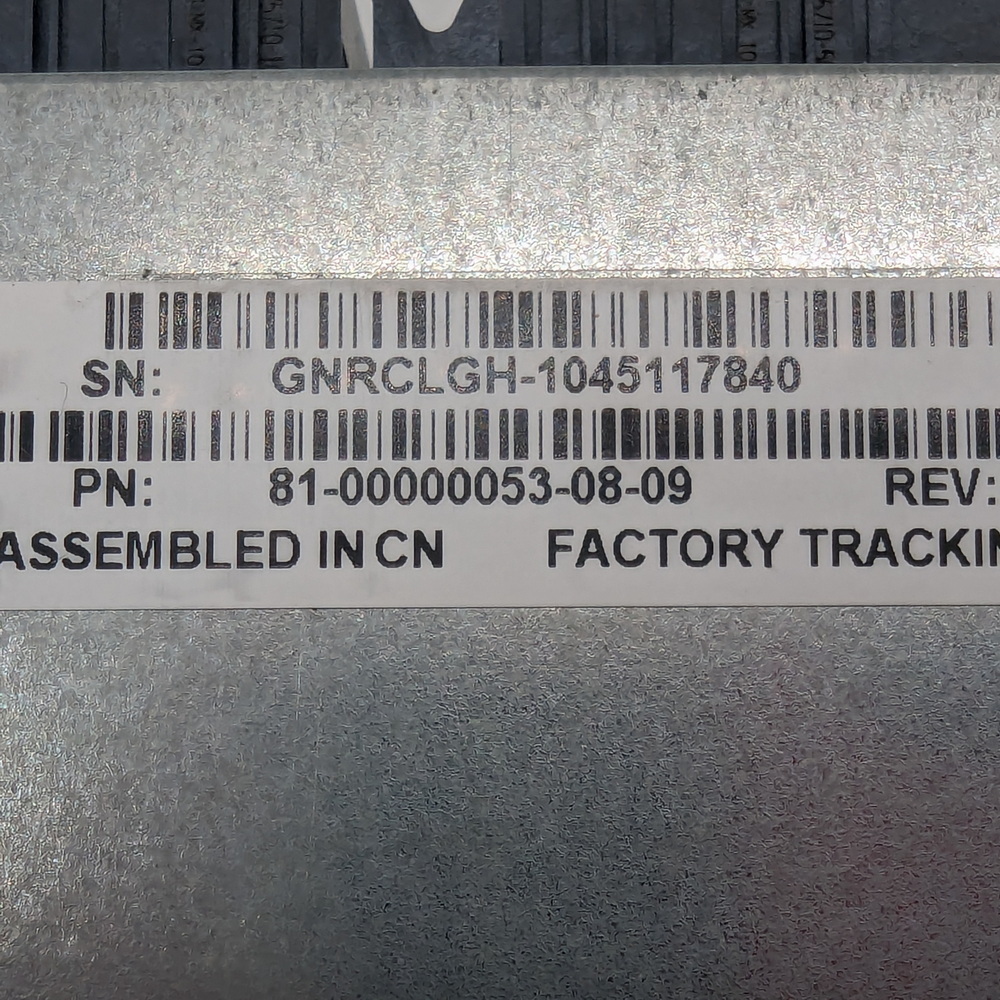 SN: GNRCLGH-1045117840
PN: 81-00000053-08-09 REV:
ASSEMBLED IN CN FACTORY TRACKIN